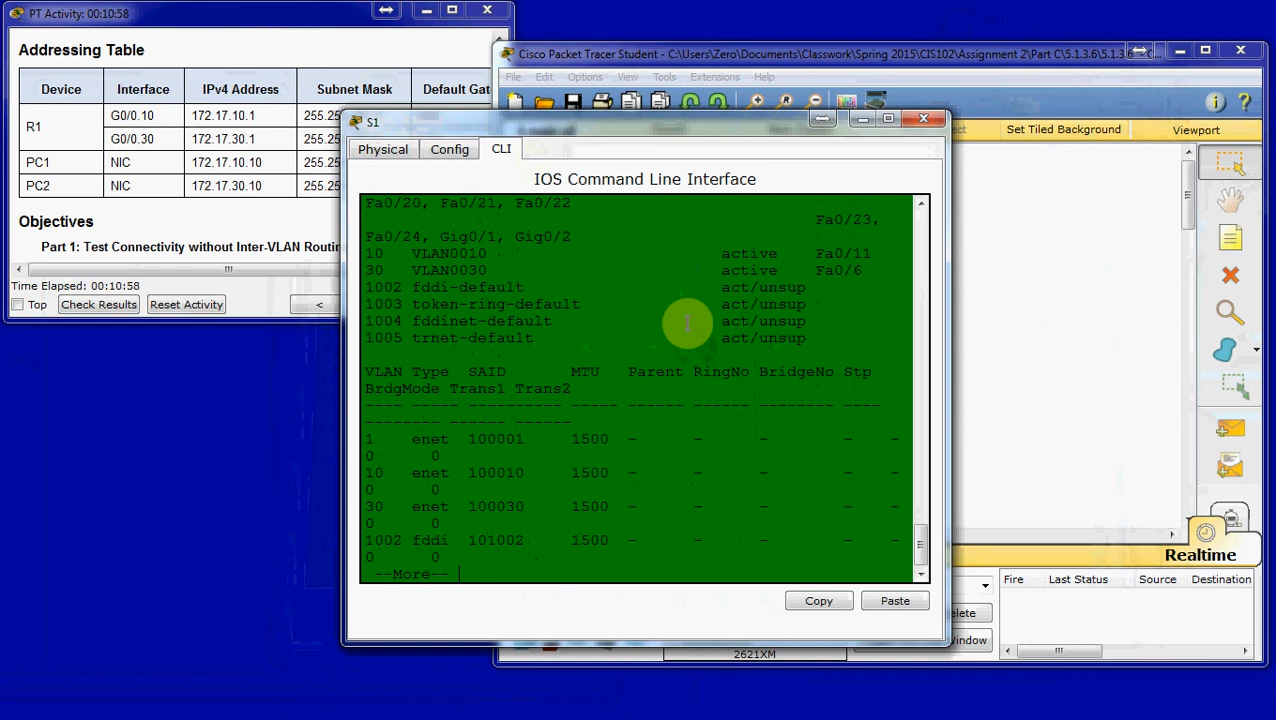 PT Activity: 00:10:58
Addressing Table
Device Interface IPv4 Address Subnet Mask Default Gat
R1
G0/0.10 172.17.10.1 255.25
G0/0.30 172.17.30.1 255.25
PC1 NIC 172.17.10.10 255.25
PC2 NIC 172.17.30.10 255.25
Objectives
Part 1: Test Connectivity without Inter-VLAN Routin
Time Elapsed: 00:10:58
Top Check Results Reset Activity <
Cisco Packet Tracer Student - C:\Users\Zero\Documents\Classwork\Spring 2015\CIS102\Assignment 2\Part C\5.1.3.6\5.1.3.6 - C...
File Edit Options View Tools Extensions Help
Set Tiled Background Viewport
S1
Physical Config CLI
IOS Command Line Interface
Fa0/20, Fa0/21, Fa0/22
Fa0/23,
Fa0/24, Gig0/1, Gig0/2
10 VLAN0010 active Fa0/11
30 VLAN0030 active Fa0/6
1002 fddi-default act/unsup
1003 token-ring-default act/unsup
1004 fddinet-default act/unsup
1005 trnet-default act/unsup
VLAN Type SAID MTU Parent RingNo BridgeNo Stp
BrdgMode Trans1 Trans2
---- ----- ---------- ----- ------ ------ -------- ----
-------- ------ ------
1 enet 100001 1500 - - - - -
0 0
10 enet 100010 1500 - - - - -
0 0
30 enet 100030 1500 - - - - -
0 0
1002 fddi 101002 1500 - - - - -
0 0
--More--
Copy Paste
Realtime
Fire Last Status Source Destination
elete
Window
2621XM